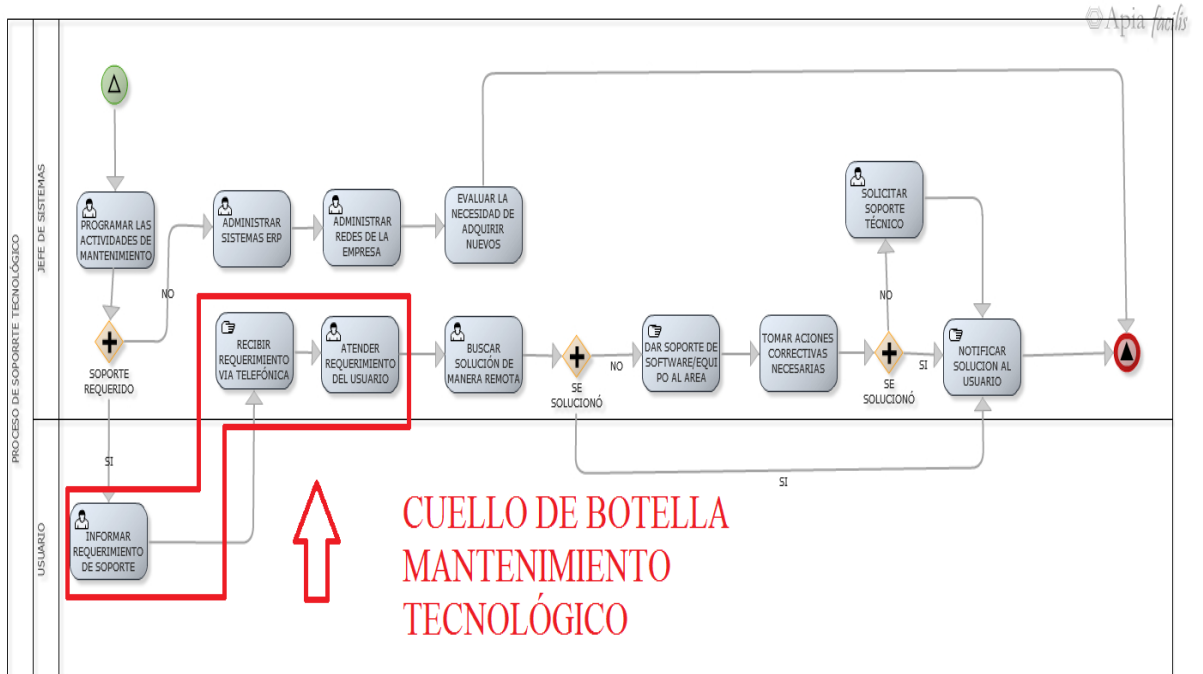 Apia facilis
PROCESO DE SOPORRTE TECNOLÓGICO
JEFE DE SISTEMAS
PROGRAMAR LAS
ACTIVIDADES DE
MANTENIMIENTO
ADMINISTRAR
SISTEMAS ERP
ADMINISTRAR
REDES DE LA
EMPRESA
EVALUAR LA
NECESIDAD DE
ADQUIRIR
NUEVOS
SOLICITAR
SOPORTE
TÉCNICO
NO
NO
SOPORTE
REQUERIDO
RECIBIR
REQUERIMIENTO
VIA TELEFÓNICA
ATENDER
REQUERIMIENTO
DEL USUARIO
BUSCAR
SOLUCIÓN DE
MANERA REMOTA
SE
SOLUCIONÓ
NO
DAR SOPORTE DE
SOFTWARE/EQUI
PO AL AREA
TOMAR ACIONES
CORRECTIVAS
NECESARIAS
SE
SOLUCIONÓ
SI
NOTIFICAR
SOLUCION AL
USUARIO
USUARIO
SI
SI
INFORMAR
REQUERIMIENTO
DE SOPORTE
CUELLO DE BOTELLA
MANTENIMIENTO
TECNOLÓGICO